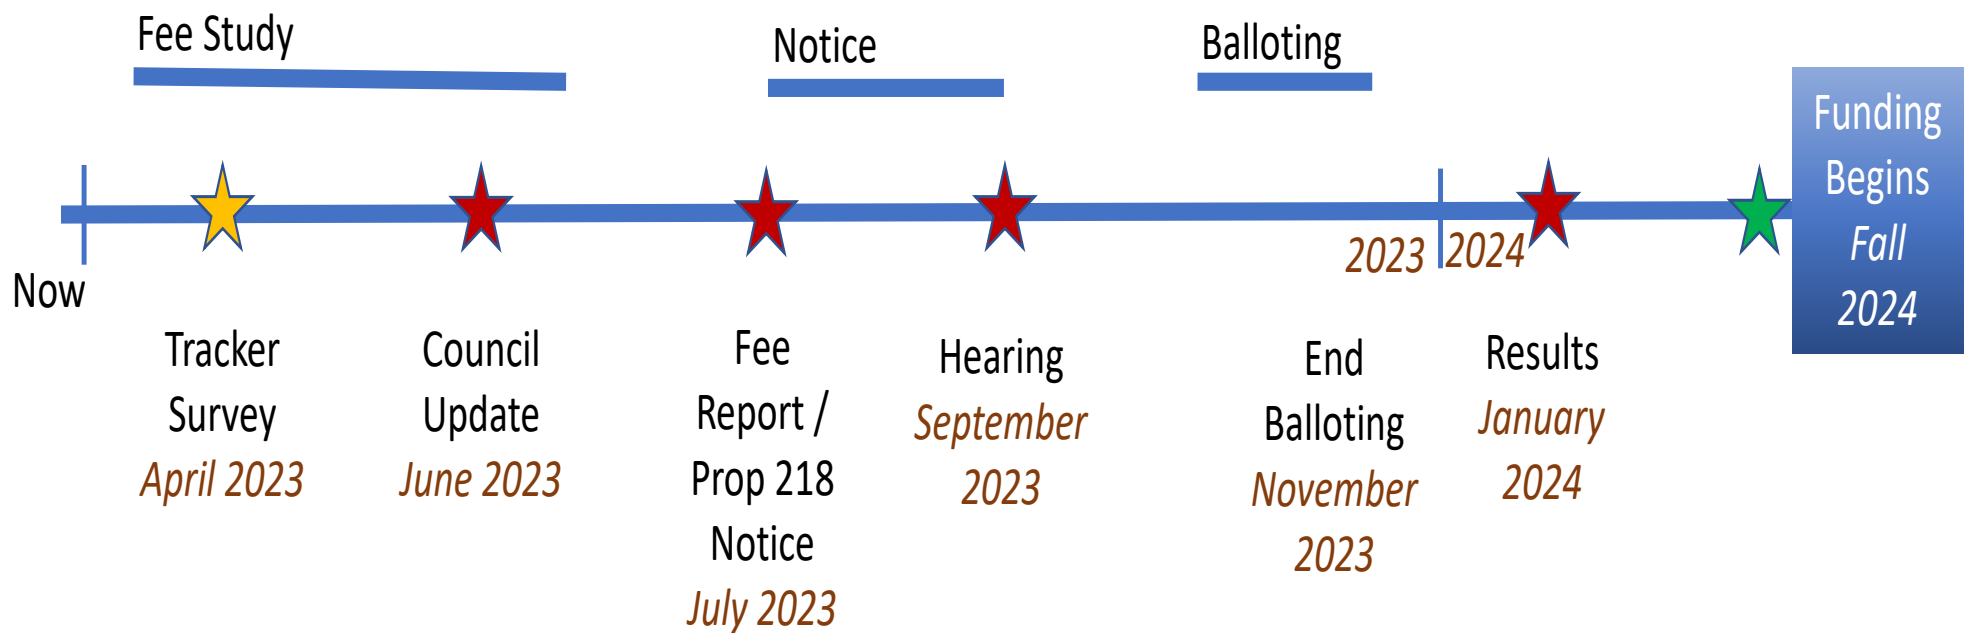 Fee Study
Notice
Balloting
Now
2023
2024
Tracker
Survey
April 2023
Council
Update
June 2023
Fee
Report /
Prop 218
Notice
July 2023
Hearing
September
2023
End
Balloting
November
2023
Results
January
2024
Funding
Begins
Fall
2024